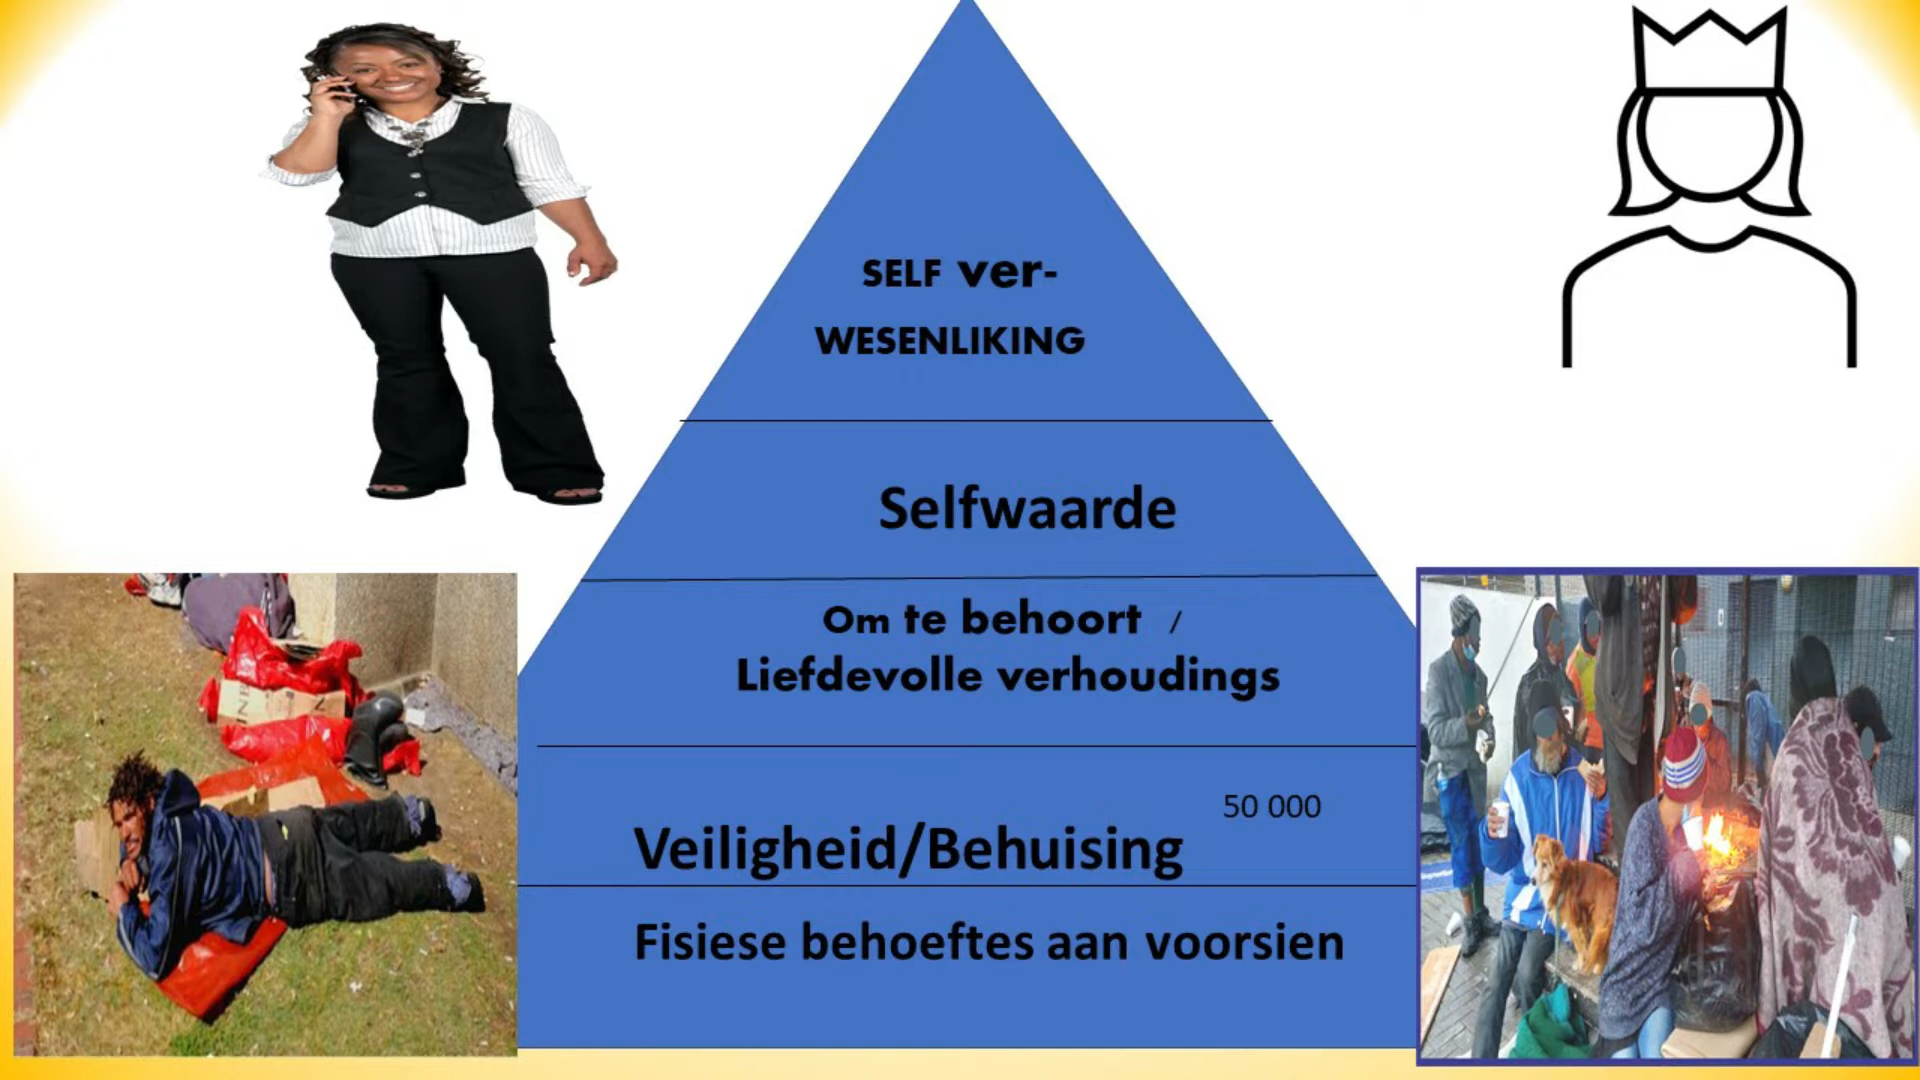 SELF ver-
WESENLIKING
Selfwaarde
Om te behoort /
Liefdevolle verhoudings
50 000
Veiligheid/Behuising
Fisiese behoeftes aan voorsien